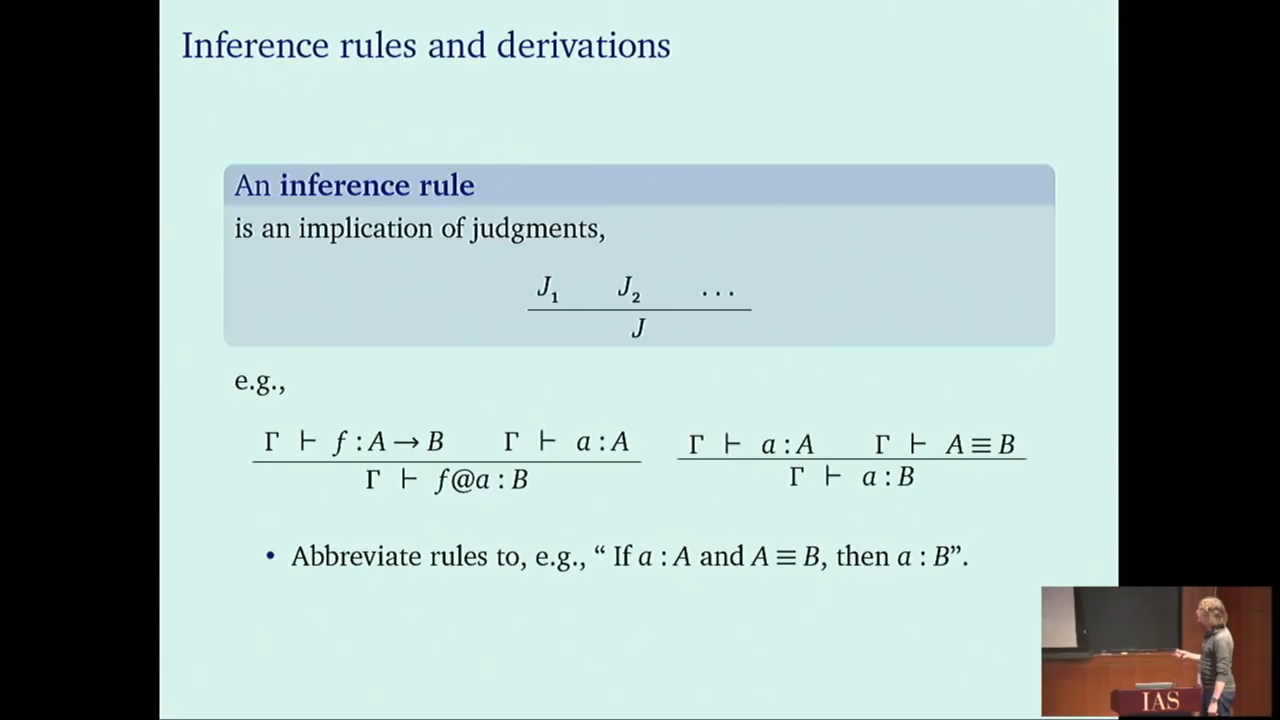 Inference rules and derivations
An inference rule
is an implication of judgments,
J₁ J₂ ...
J
e.g.,
Γ ⊢ f : A → B Γ ⊢ a : A
Γ ⊢ f@a : B
Γ ⊢ a : A Γ ⊢ A ≡ B
Γ ⊢ a : B
• Abbreviate rules to, e.g., “ If a : A and A ≡ B, then a : B”.
IAS